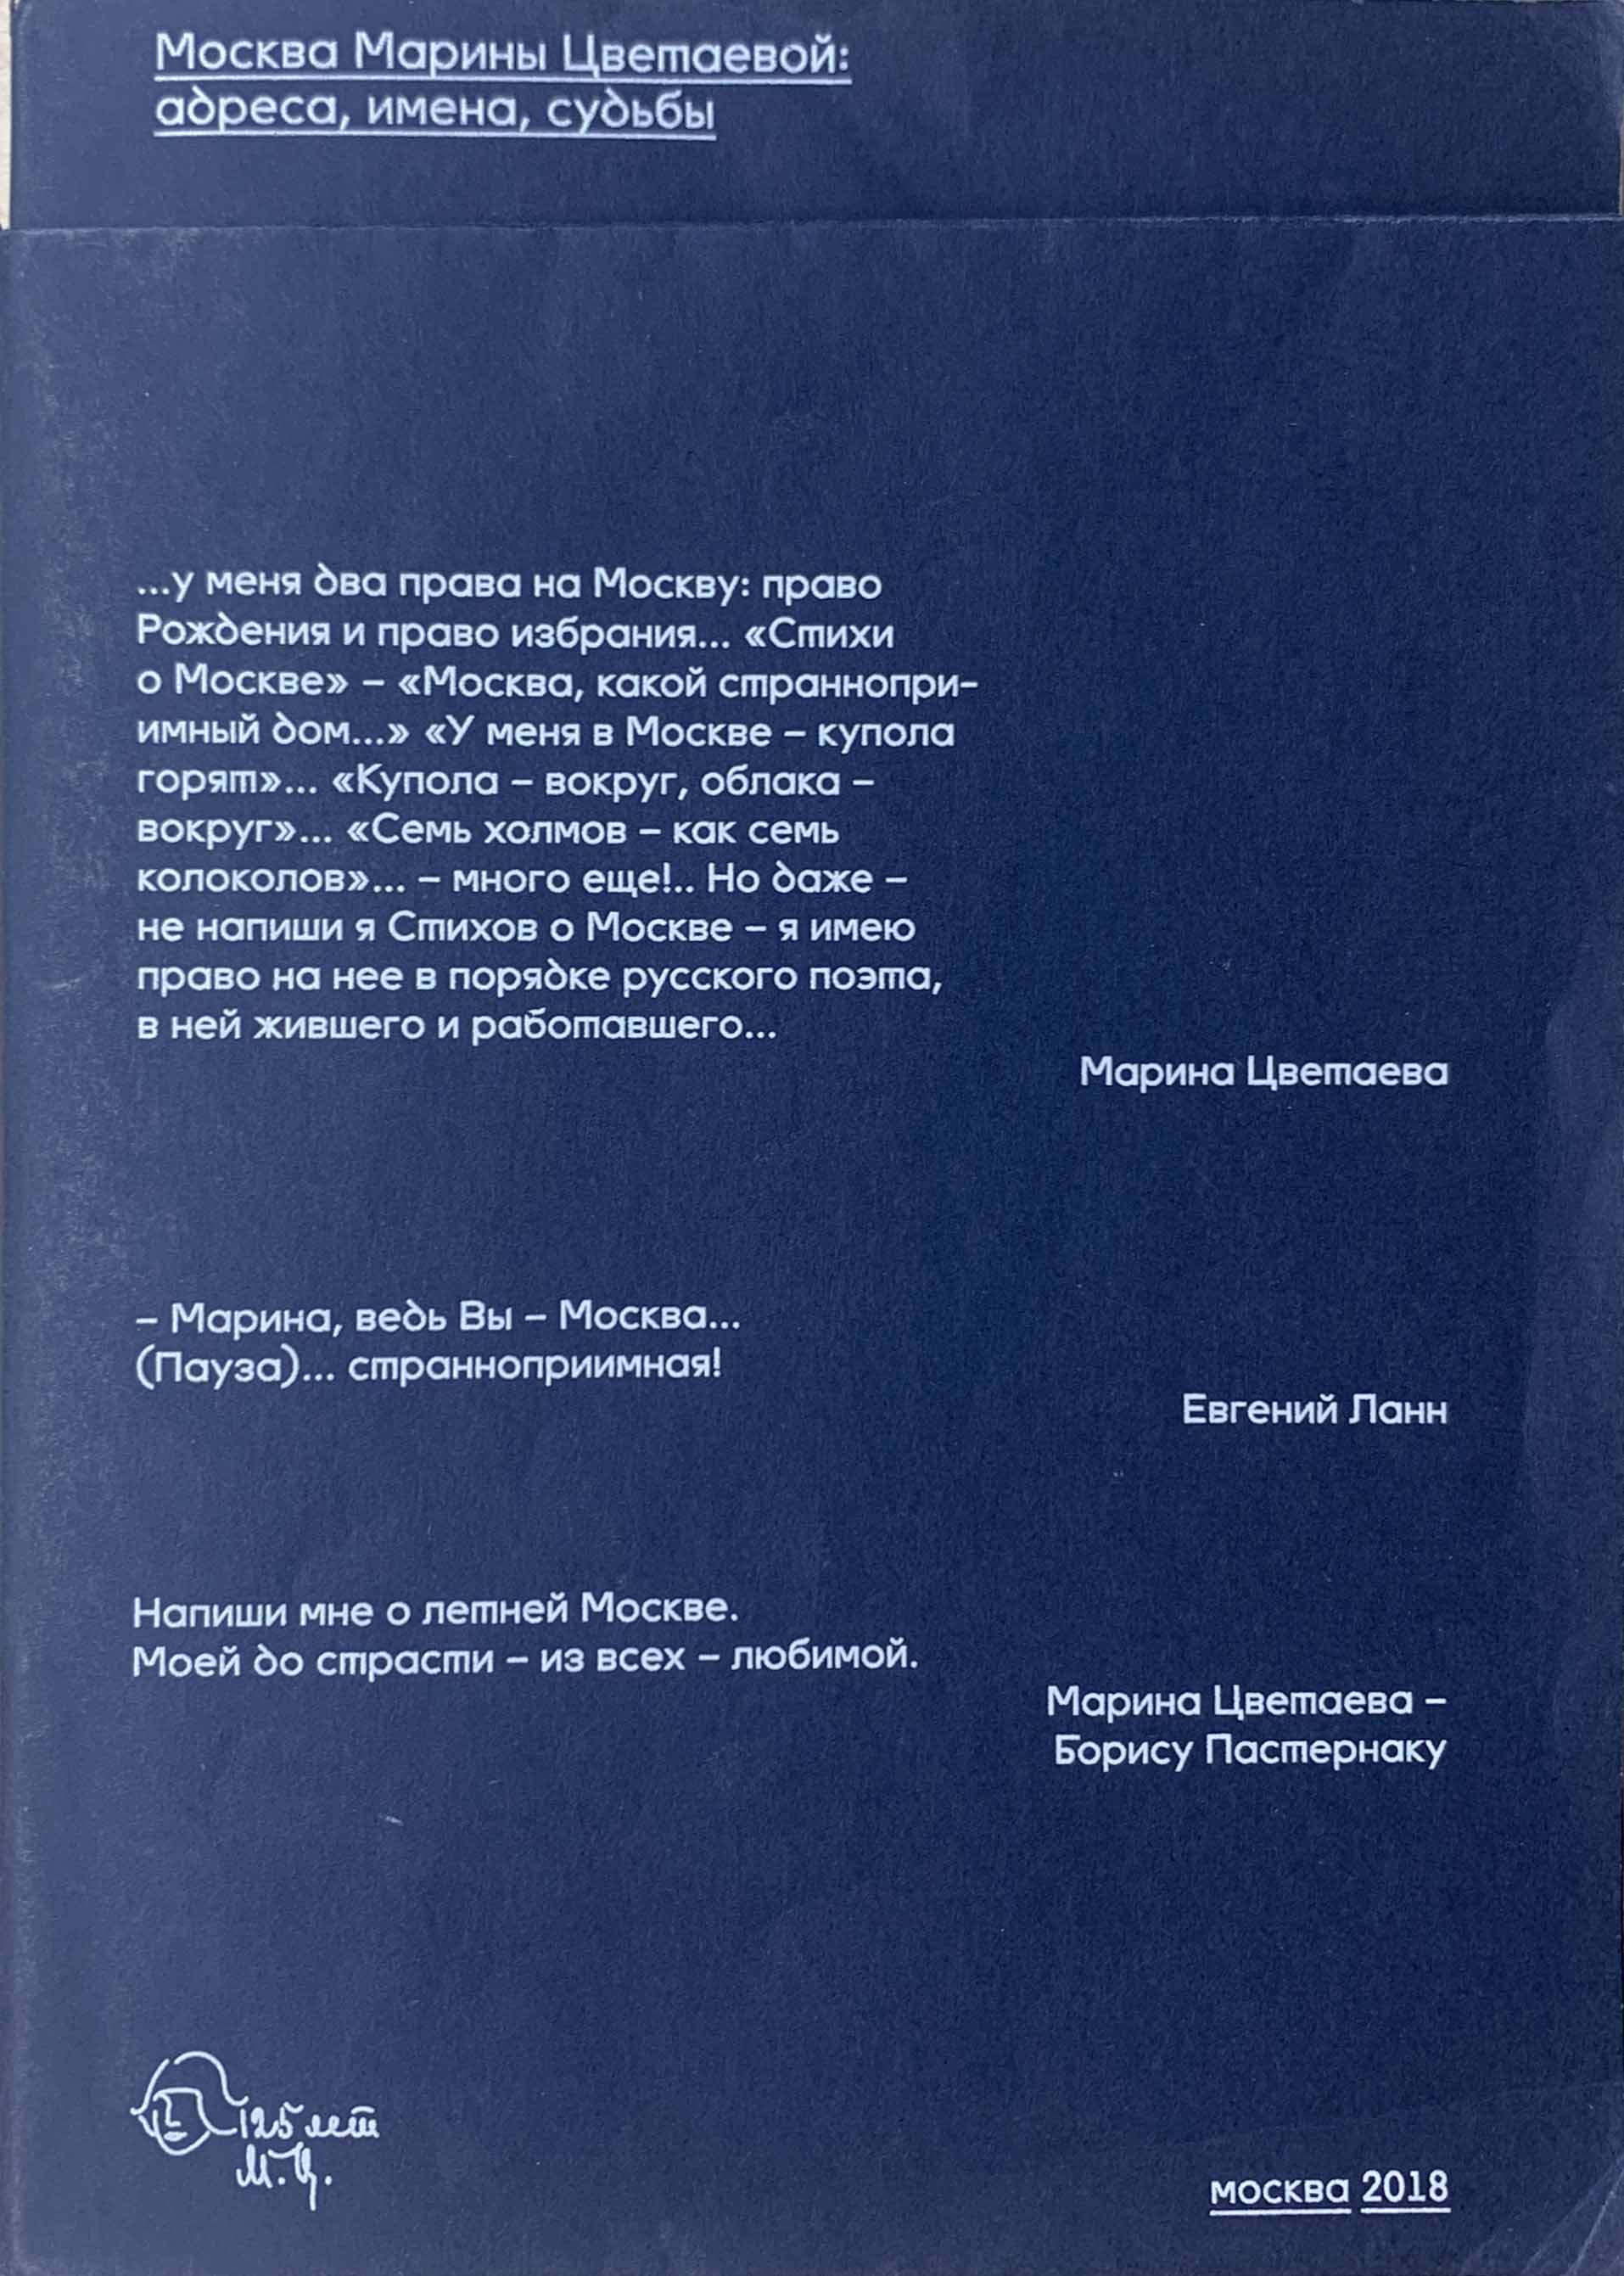 Москва Марины Цветаевой:
адреса, имена, судьбы
...у меня два права на Москву: право
Рождения и право избрания... «Стихи
о Москве» – «Москва, какой странноприи-
имный дом...» «У меня в Москве – купола
горят»... «Купола – вокруг, облака –
вокруг»... «Семь холмов – как семь
колоколов»... – много еще!.. Но даже –
не напиши я Стихов о Москве – я имею
право на нее в порядке русского поэта,
в ней жившего и работавшего...
Марина Цветаева
– Марина, ведь Вы – Москва...
(Пауза)... странноприимная!
Евгений Ланн
Напиши мне о летней Москве.
Моей до страсти – из всех – любимой.
Марина Цветаева –
Борису Пастернаку
125 лет
М.Ц.
москва 2018